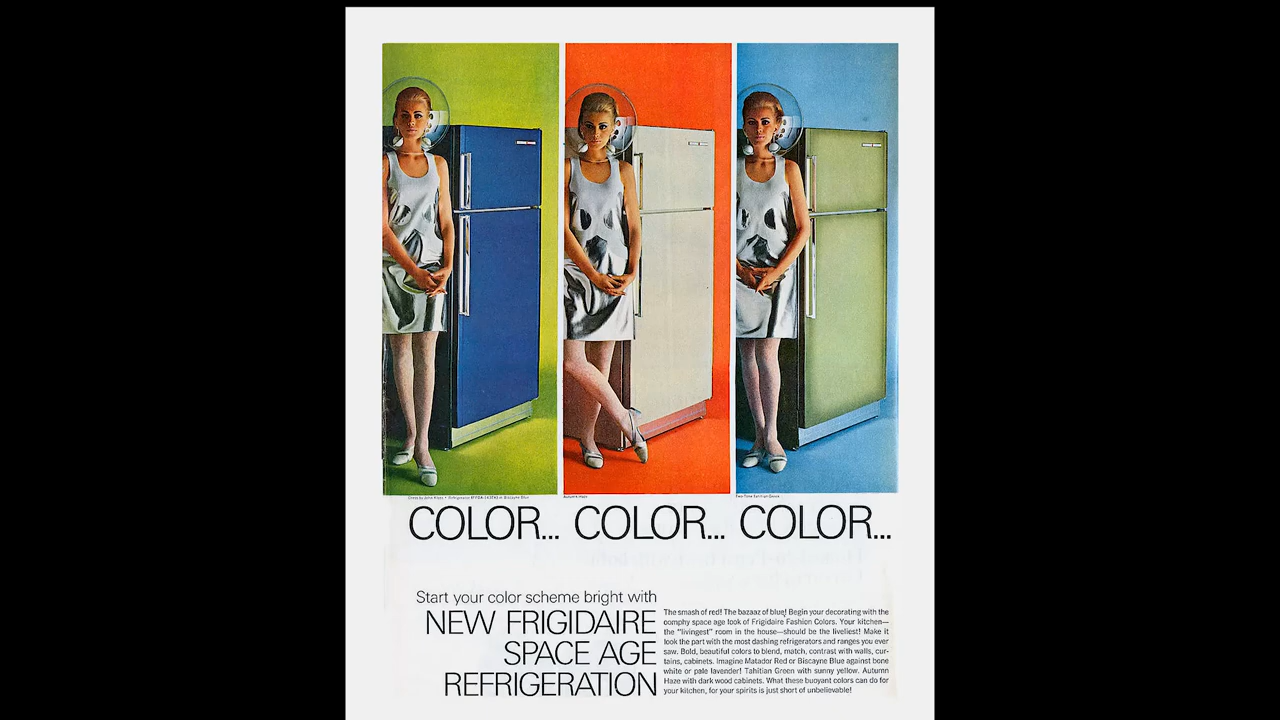 COLOR... COLOR... COLOR...
Start your color scheme bright with
NEW FRIGIDAIRE
SPACE AGE
REFRIGERATION
The smash of red! The bazaaz of blue! Begin your decorating with the
oomphy space age look of Frigidaire Fashion Colors. Your kitchen—
the "livingest" room in the house—should be the liveliest! Make it
look the part with the most dashing refrigerators and ranges you ever
saw. Bold, beautiful colors to blend, match, contrast with walls, cur-
tains, cabinets. Imagine Matador Red or Biscayne Blue against bone
white or pale lavender! Tahitian Green with sunny yellow. Autumn
Haze with dark wood cabinets. What these buoyant colors can do for
your kitchen, for your spirits is just short of unbelievable!